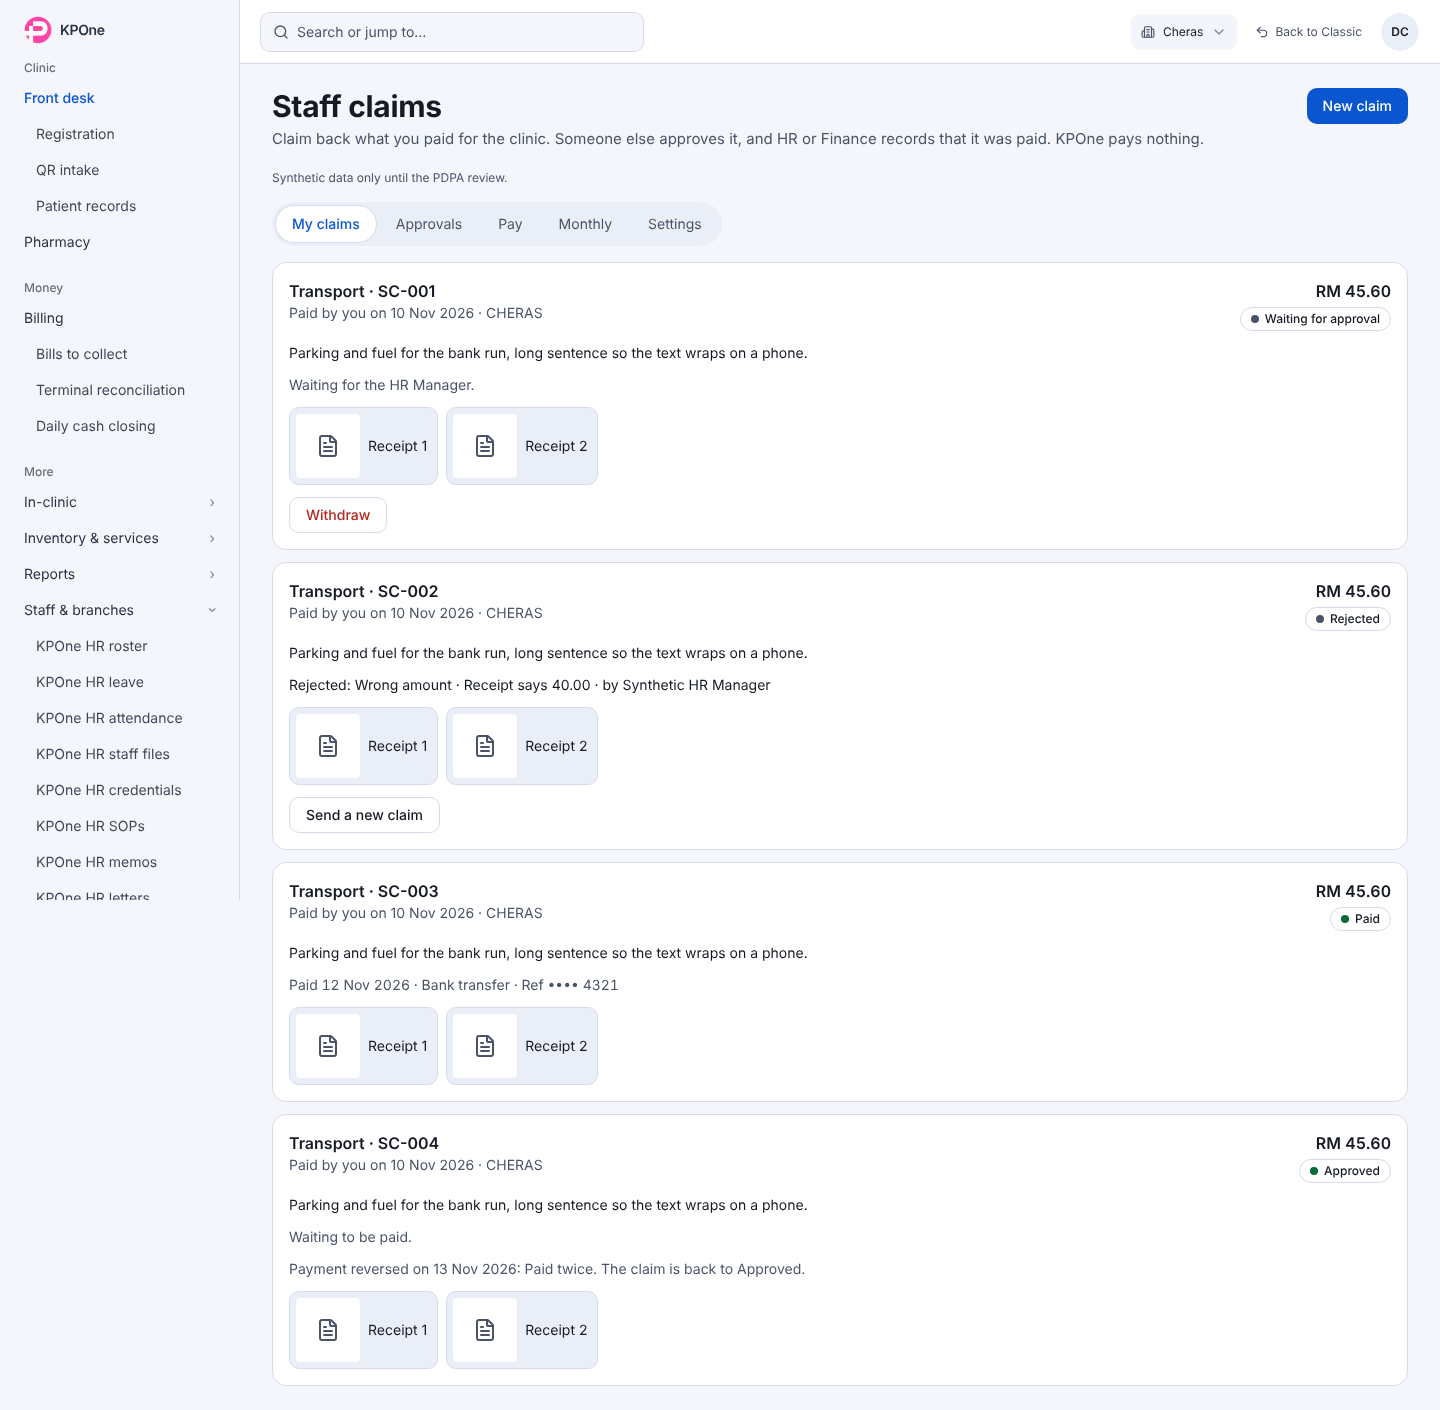 KPOne
Search or jump to...
Cheras
Back to Classic
DC
Clinic
Front desk
Registration
QR intake
Patient records
Pharmacy
Money
Billing
Bills to collect
Terminal reconciliation
Daily cash closing
More
In-clinic
Inventory & services
Reports
Staff & branches
KPOne HR roster
KPOne HR leave
KPOne HR attendance
KPOne HR staff files
KPOne HR credentials
KPOne HR SOPs
KPOne HR memos
KPOne HR letters
Staff claims
New claim
Claim back what you paid for the clinic. Someone else approves it, and HR or Finance records that it was paid. KPOne pays nothing.
Synthetic data only until the PDPA review.
My claims
Approvals
Pay
Monthly
Settings
Transport · SC-001
RM 45.60
Paid by you on 10 Nov 2026 · CHERAS
Waiting for approval
Parking and fuel for the bank run, long sentence so the text wraps on a phone.
Waiting for the HR Manager.
Receipt 1
Receipt 2
Withdraw
Transport · SC-002
RM 45.60
Paid by you on 10 Nov 2026 · CHERAS
Rejected
Parking and fuel for the bank run, long sentence so the text wraps on a phone.
Rejected: Wrong amount · Receipt says 40.00 · by Synthetic HR Manager
Receipt 1
Receipt 2
Send a new claim
Transport · SC-003
RM 45.60
Paid by you on 10 Nov 2026 · CHERAS
Paid
Parking and fuel for the bank run, long sentence so the text wraps on a phone.
Paid 12 Nov 2026 · Bank transfer · Ref •••• 4321
Receipt 1
Receipt 2
Transport · SC-004
RM 45.60
Paid by you on 10 Nov 2026 · CHERAS
Approved
Parking and fuel for the bank run, long sentence so the text wraps on a phone.
Waiting to be paid.
Payment reversed on 13 Nov 2026: Paid twice. The claim is back to Approved.
Receipt 1
Receipt 2